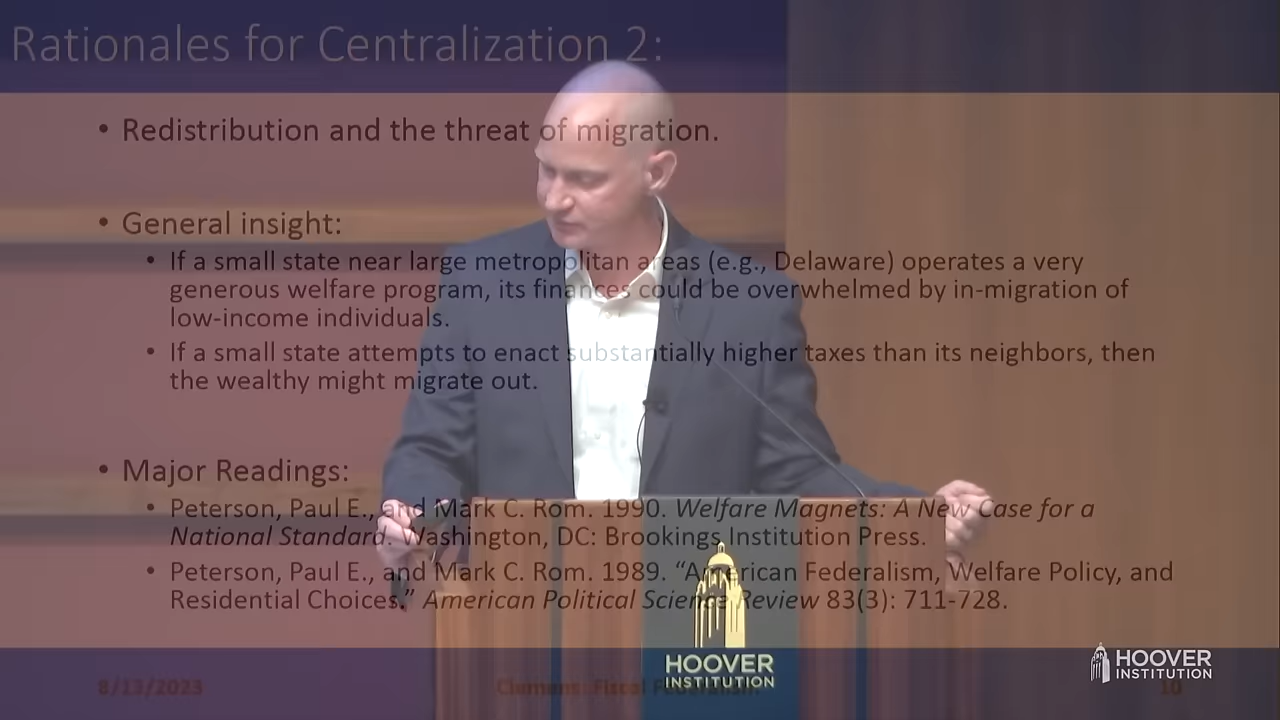 Rationales for Centralization 2:
• Redistribution and the threat of migration.
• General insight:
• If a small state near large metropolitan areas (e.g., Delaware) operates a very
generous welfare program, its finances could be overwhelmed by in-migration of
low-income individuals.
• If a small state attempts to enact substantially higher taxes than its neighbors, then
the wealthy might migrate out.
• Major Readings:
• Peterson, Paul E., and Mark C. Rom. 1990. Welfare Magnets: A New Case for a
National Standard. Washington, DC: Brookings Institution Press.
• Peterson, Paul E., and Mark C. Rom. 1989. “American Federalism, Welfare Policy, and
Residential Choices.” American Political Science Review 83(3): 711-728.
HOOVER
INSTITUTION
HOOVER
INSTITUTION
8/13/2023
Clemens: Fiscal Federalism
10